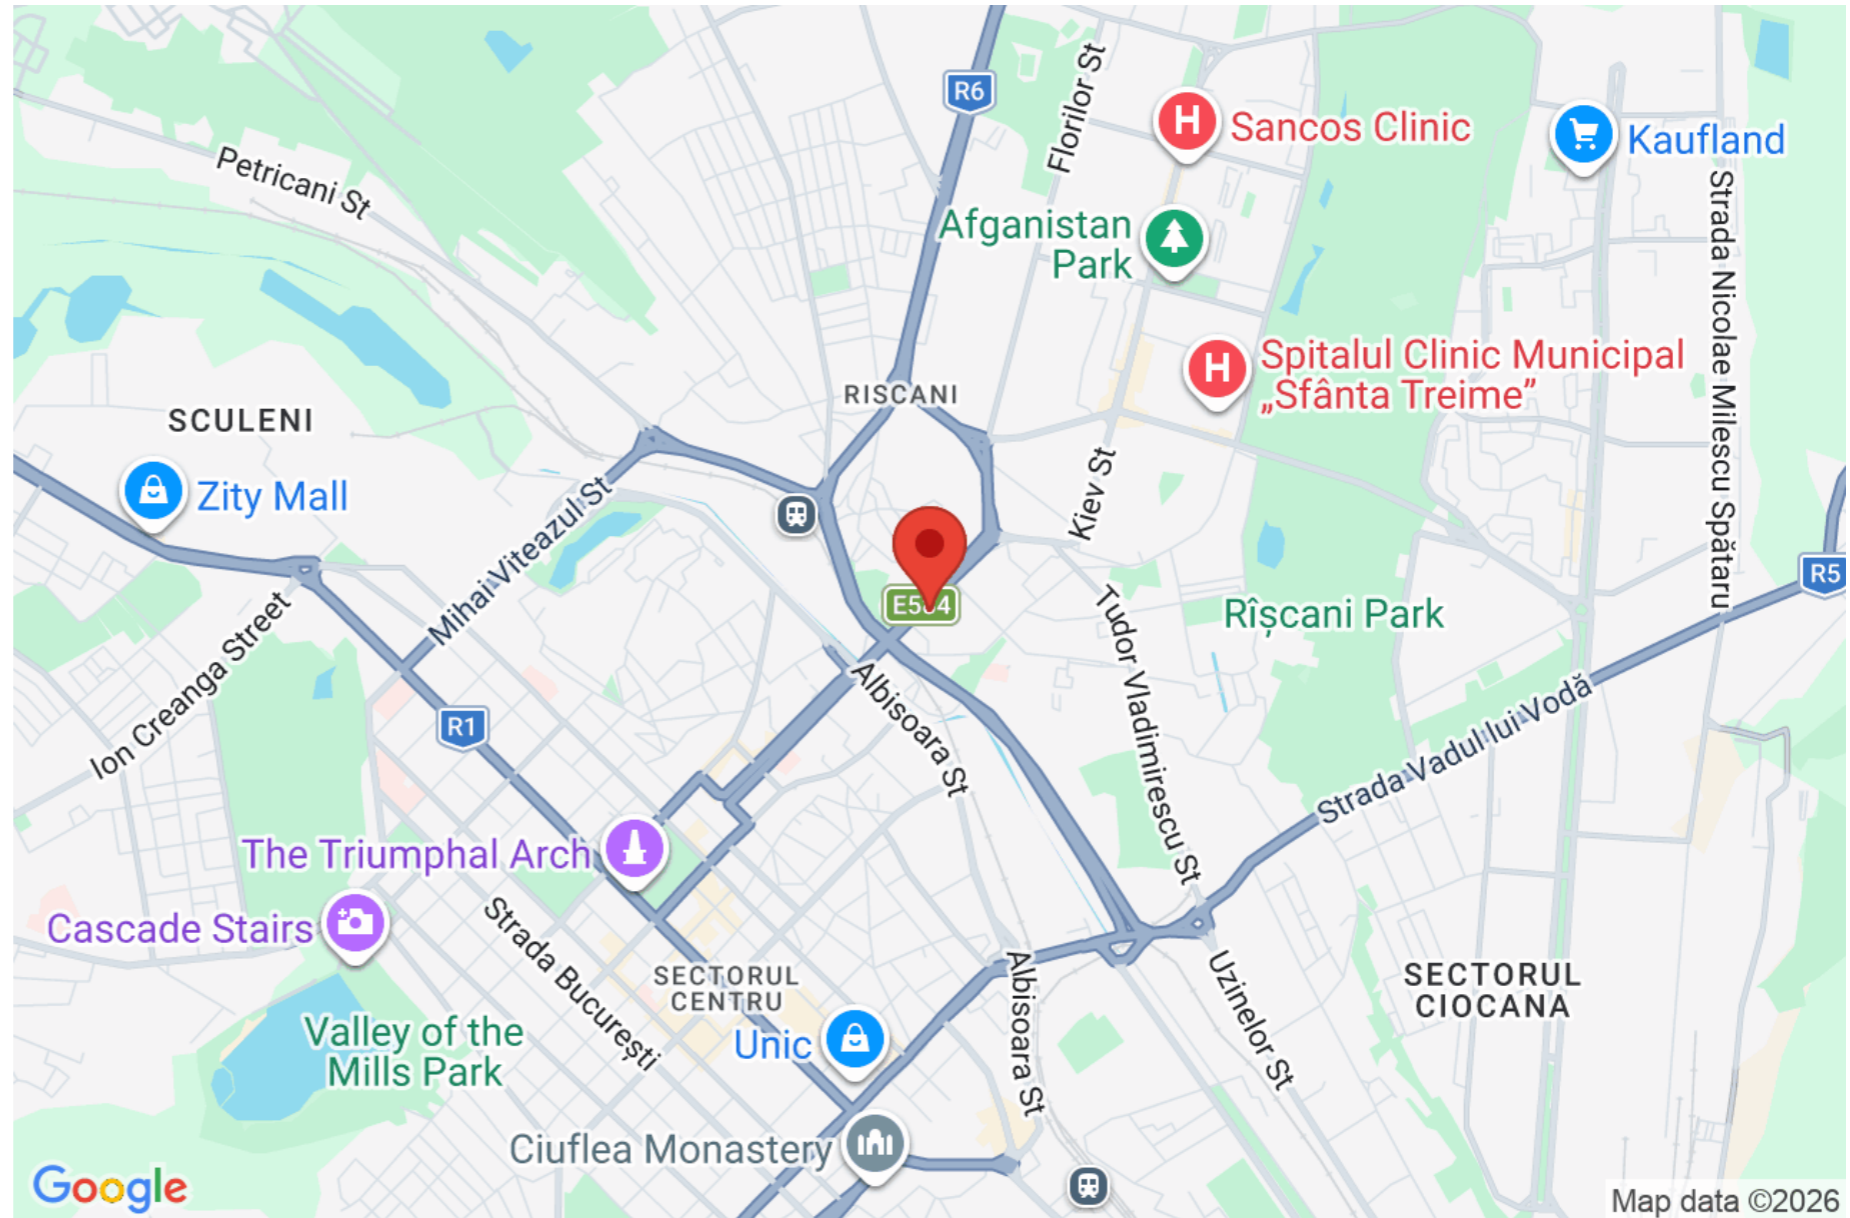 R6
Florilor St
Sancos Clinic
Kaufland
Petricani St
Strada Nicolae Milescu Spătaru
Afganistan
Park
Spitalul Clinic Municipal
„Sfânta Treime”
RISCANI
SCULENI
Zity Mall
Mihai Viteazul St
Kiev St
R5
E584
Ion Creanga Street
Tudor Vladimirescu St
Rîșcani Park
Albisoara St
R1
Strada Vadul lui Vodă
The Triumphal Arch
Cascade Stairs
Strada București
SECTORUL
CENTRU
Albisoara St
Uzinelor St
SECTORUL
CIOCANA
Valley of the
Mills Park
Unic
Ciuflea Monastery
Google
Map data ©2026